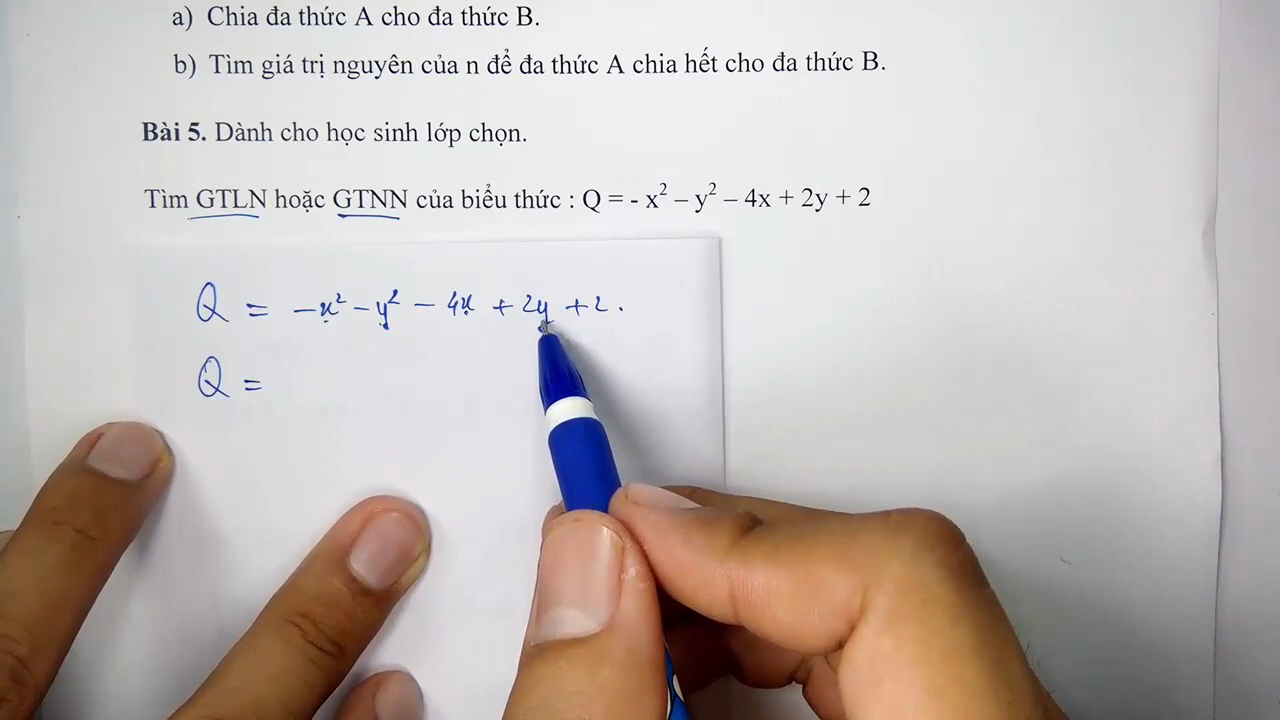 a) Chia đa thức A cho đa thức B.
b) Tìm giá trị nguyên của n để đa thức A chia hết cho đa thức B.
Bài 5. Dành cho học sinh lớp chọn.
Tìm GTLN hoặc GTNN của biểu thức : Q = - x² – y² – 4x + 2y + 2
Q = -x² - y² - 4x + 2y + 2.
Q =